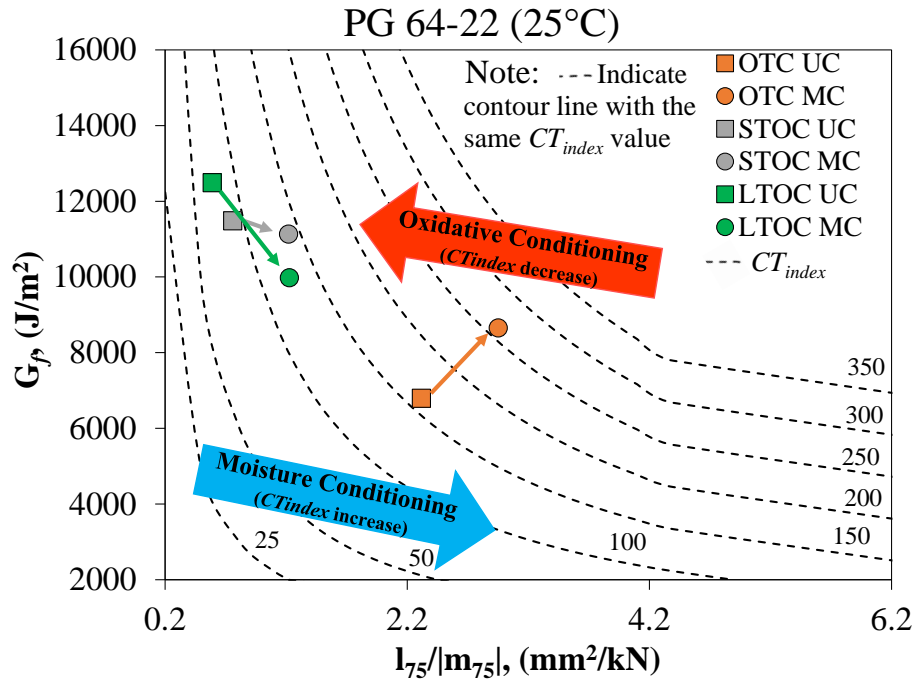 PG 64-22 (25°C)
16000
14000
12000
10000
8000
6000
4000
2000
G_f, (J/m²)
Note: - - - Indicate
contour line with the
same CT_index value
OTC UC
OTC MC
STOC UC
STOC MC
LTOC UC
LTOC MC
CT_index
Oxidative Conditioning
(CTindex decrease)
Moisture Conditioning
(CTindex increase)
350
300
250
200
150
100
50
25
0.2
2.2
4.2
6.2
l₇₅/|m₇₅|, (mm²/kN)